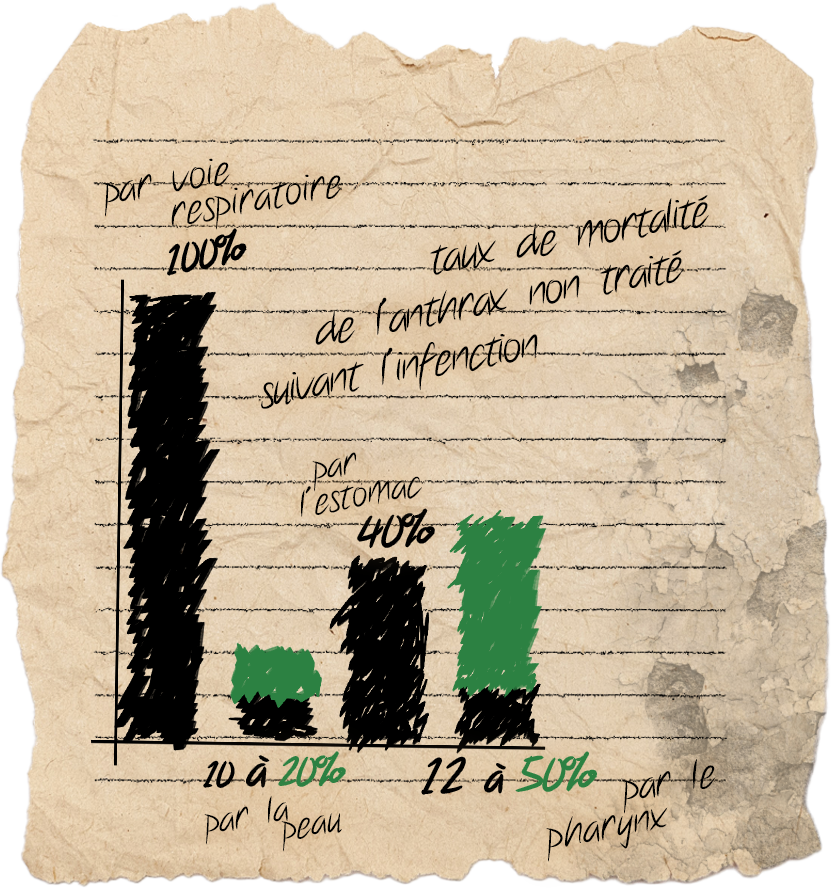 par voie
respiratoire
100%
taux de mortalité
de l'anthrax non traité
suivant l'infenction
par
l'estomac
40%
10 à 20%
par la
peau
12 à 50%
par le
pharynx